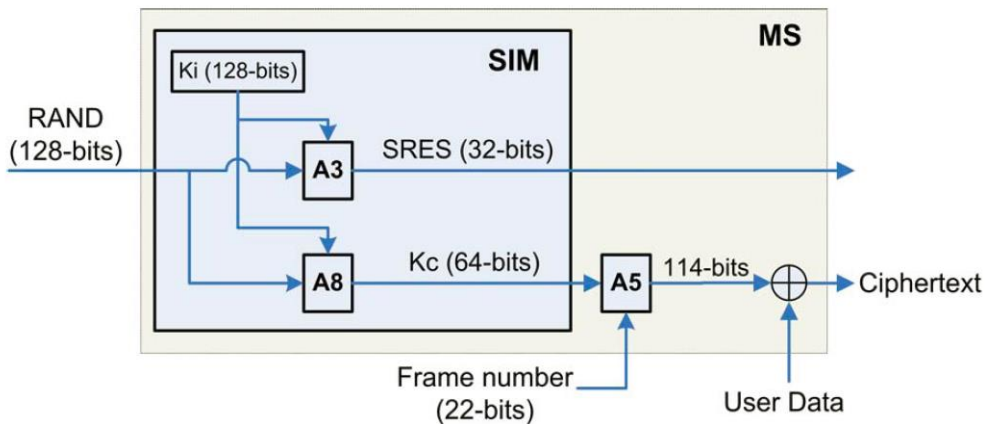 MS
SIM
Ki (128-bits)
RAND
(128-bits)
A3
SRES (32-bits)
A8
Kc (64-bits)
A5
114-bits
Ciphertext
Frame number
(22-bits)
User Data